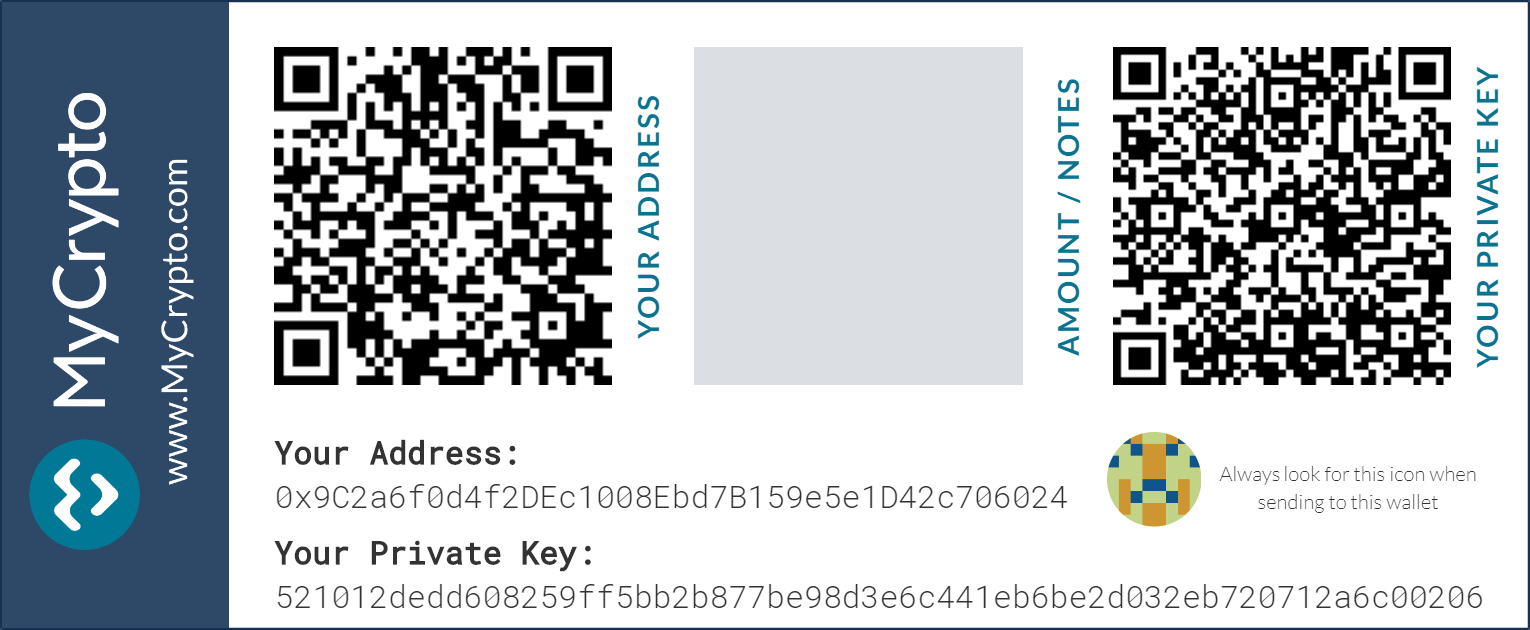 MyCrypto
www.MyCrypto.com
YOUR ADDRESS
AMOUNT / NOTES
YOUR PRIVATE KEY
Your Address:
0x9C2a6f0d4f2DEc1008Ebd7B159e5e1D42c706024
Always look for this icon when
sending to this wallet
Your Private Key:
521012dedd608259ff5bb2b877be98d3e6c441eb6be2d032eb720712a6c00206